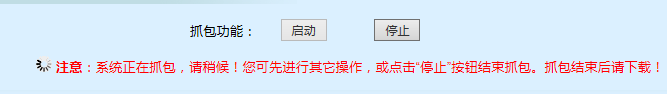 抓包功能： 启动 停止
注意：系统正在抓包，请稍候！您可先进行其它操作，或点击“停止”按钮结束抓包。抓包结束后请下载！